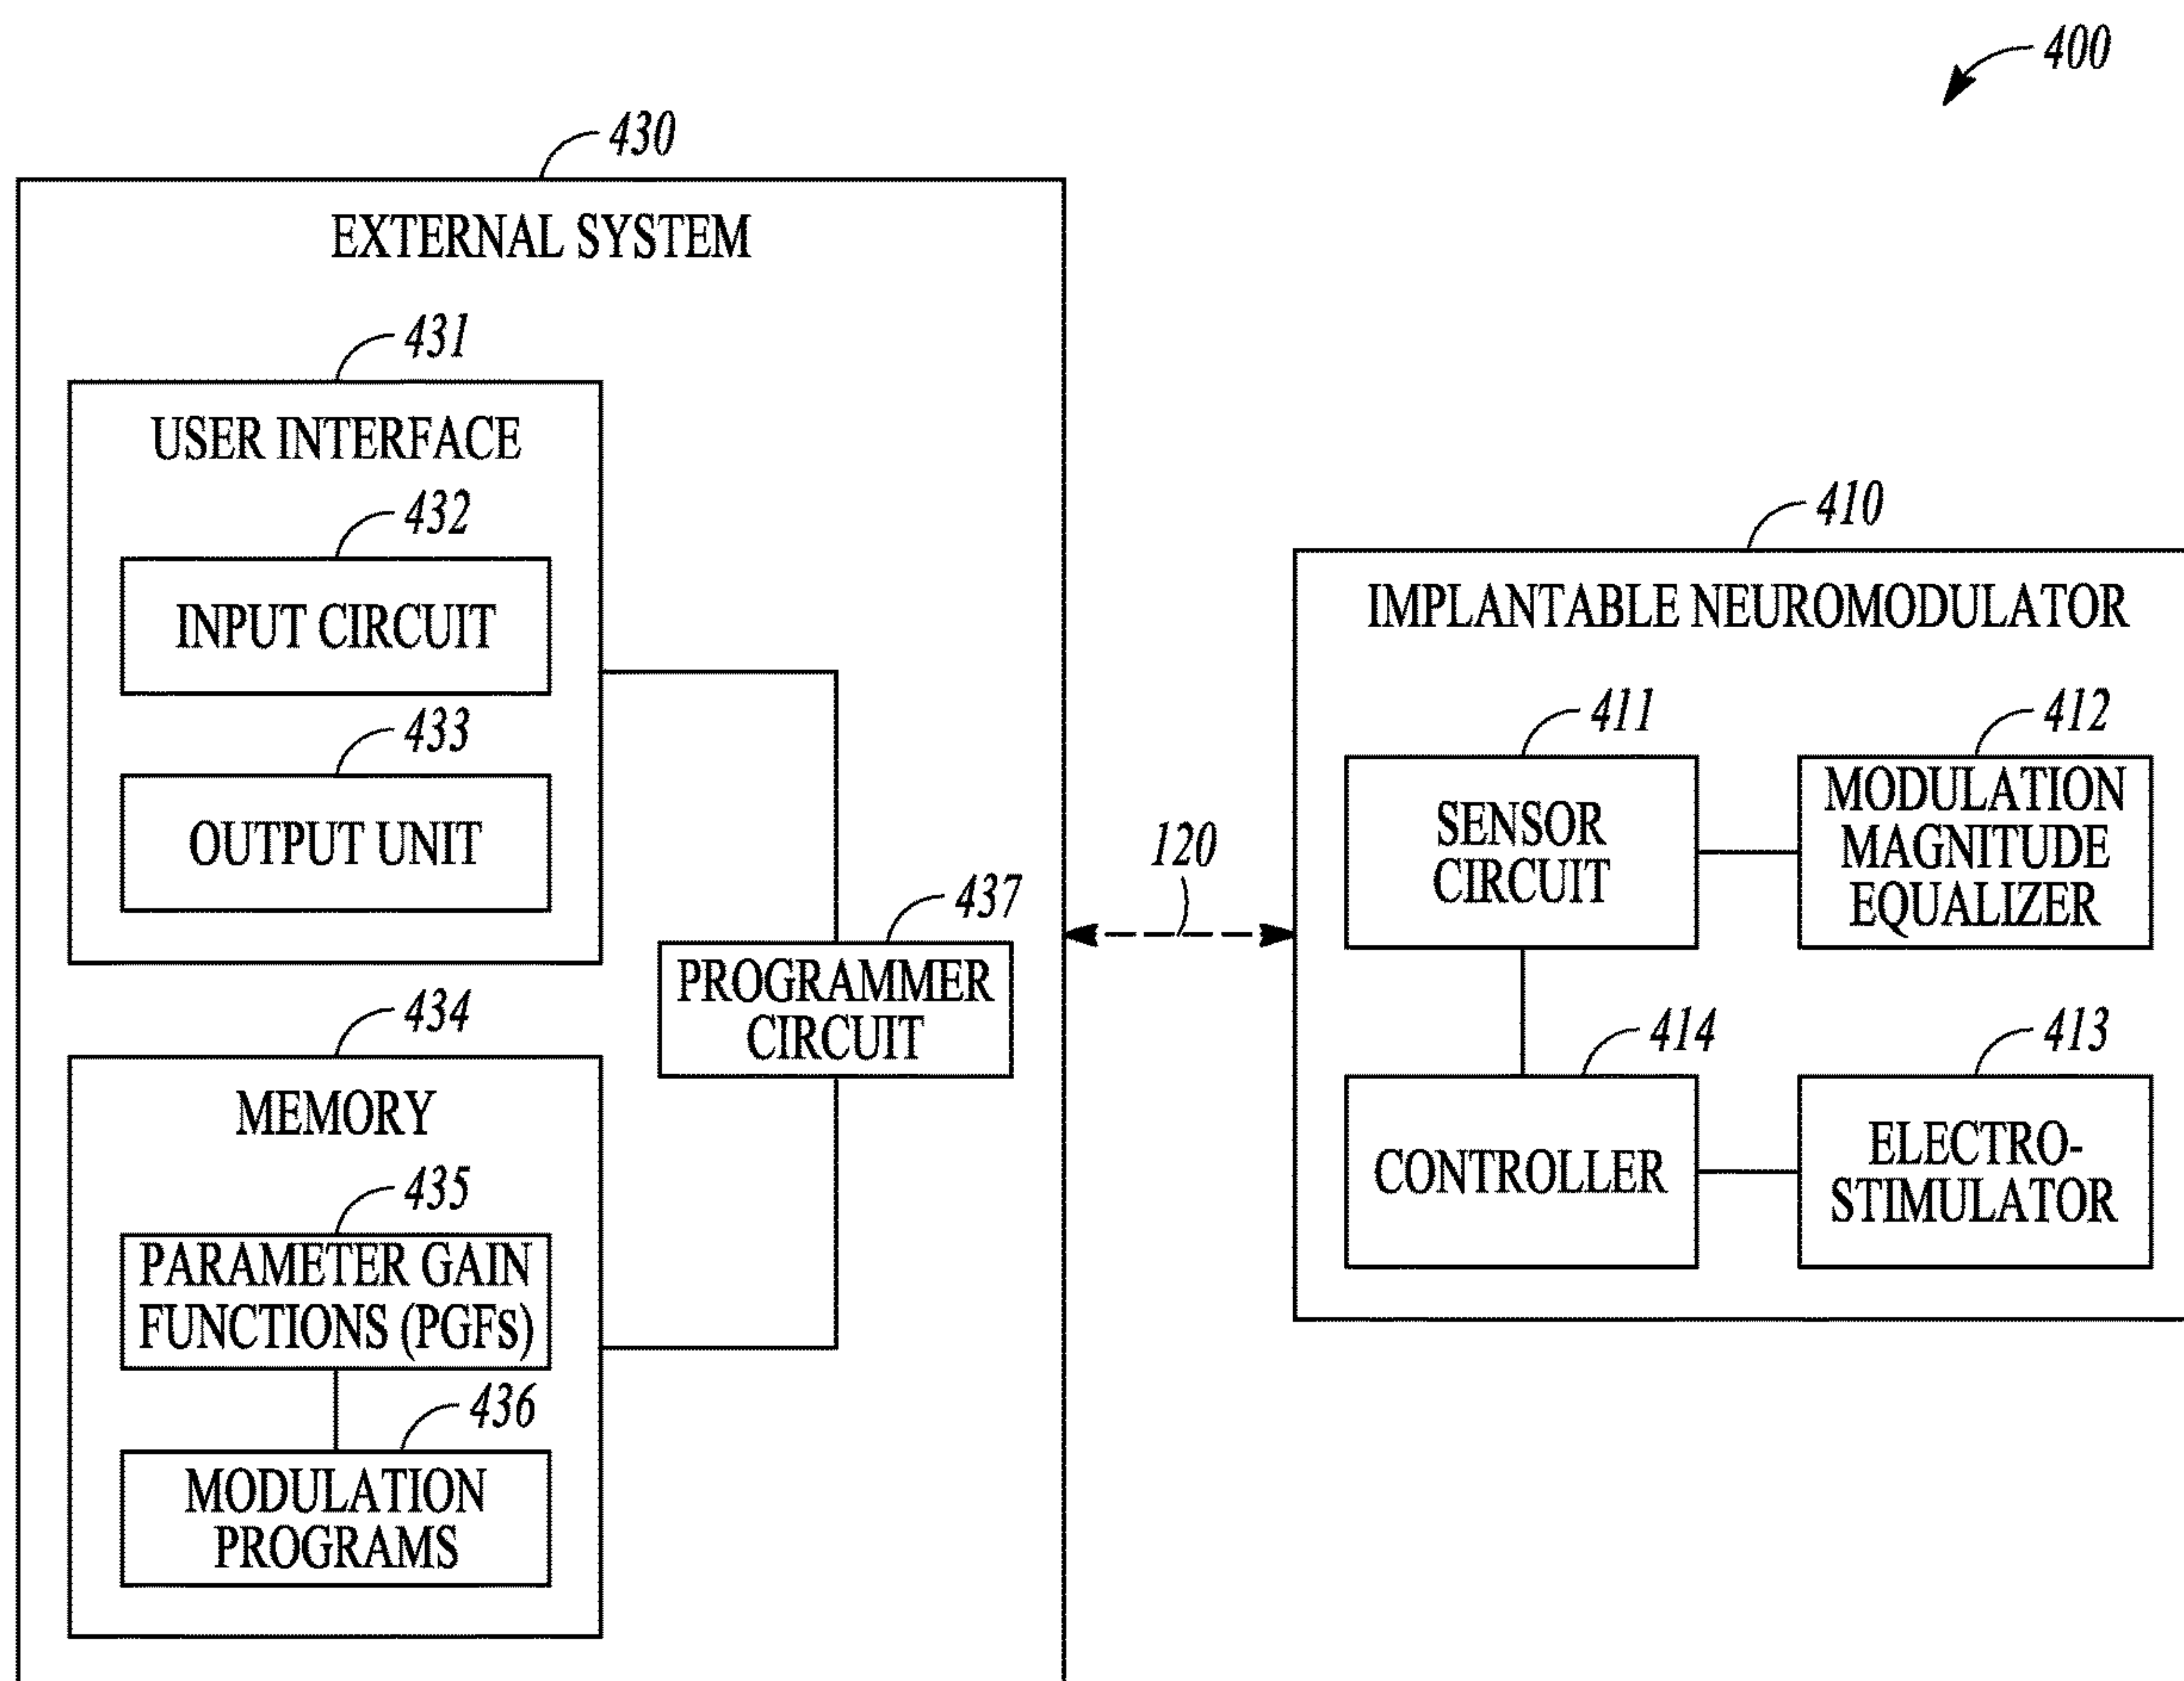 400
430
EXTERNAL SYSTEM
431
USER INTERFACE
432
INPUT CIRCUIT
433
OUTPUT UNIT
437
PROGRAMMER
CIRCUIT
434
MEMORY
435
PARAMETER GAIN
FUNCTIONS (PGFs)
436
MODULATION
PROGRAMS
120
410
IMPLANTABLE NEUROMODULATOR
411
SENSOR
CIRCUIT
412
MODULATION
MAGNITUDE
EQUALIZER
414
CONTROLLER
413
ELECTRO-
STIMULATOR